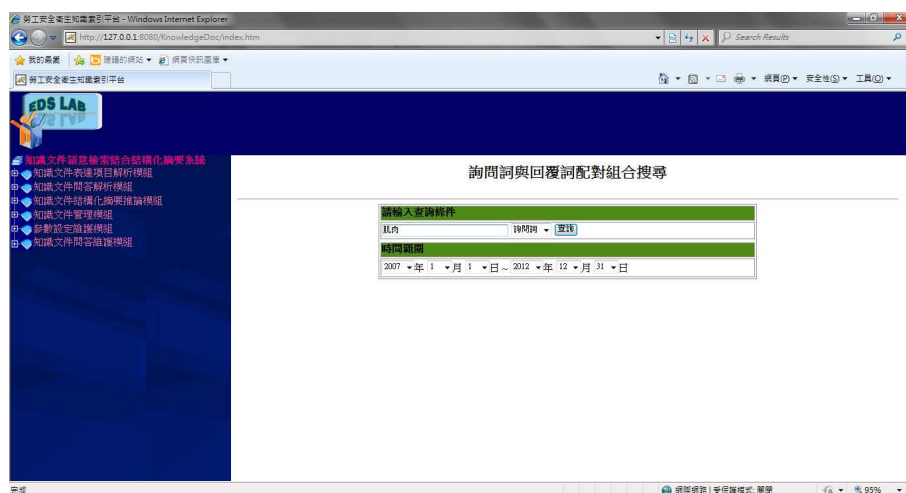 勞工安全衛生知識索引平台 - Windows Internet Explorer
http://127.0.0.1:8080/KnowledgeDoc/index.htm
Search Results
我的最愛 建議的網站 網頁快訊圖庫
勞工安全衛生知識索引平台
網頁(P) 安全性(S) 工具(O)
EDS LAB
知識文件語意檢索結合結構化摘要系統
知識文件表達項目解析模組
知識文件問答解析模組
知識文件結構化摘要推論模組
知識文件管理模組
參數設定維護模組
知識文件問答維護模組
詢問詞與回覆詞配對組合搜尋
請輸入查詢條件
肌肉 詢問詞 查詢
時間範圍
2007 年 1 月 1 日 ~ 2012 年 12 月 31 日
完成
網際網路 | 受保護模式: 關閉
95%